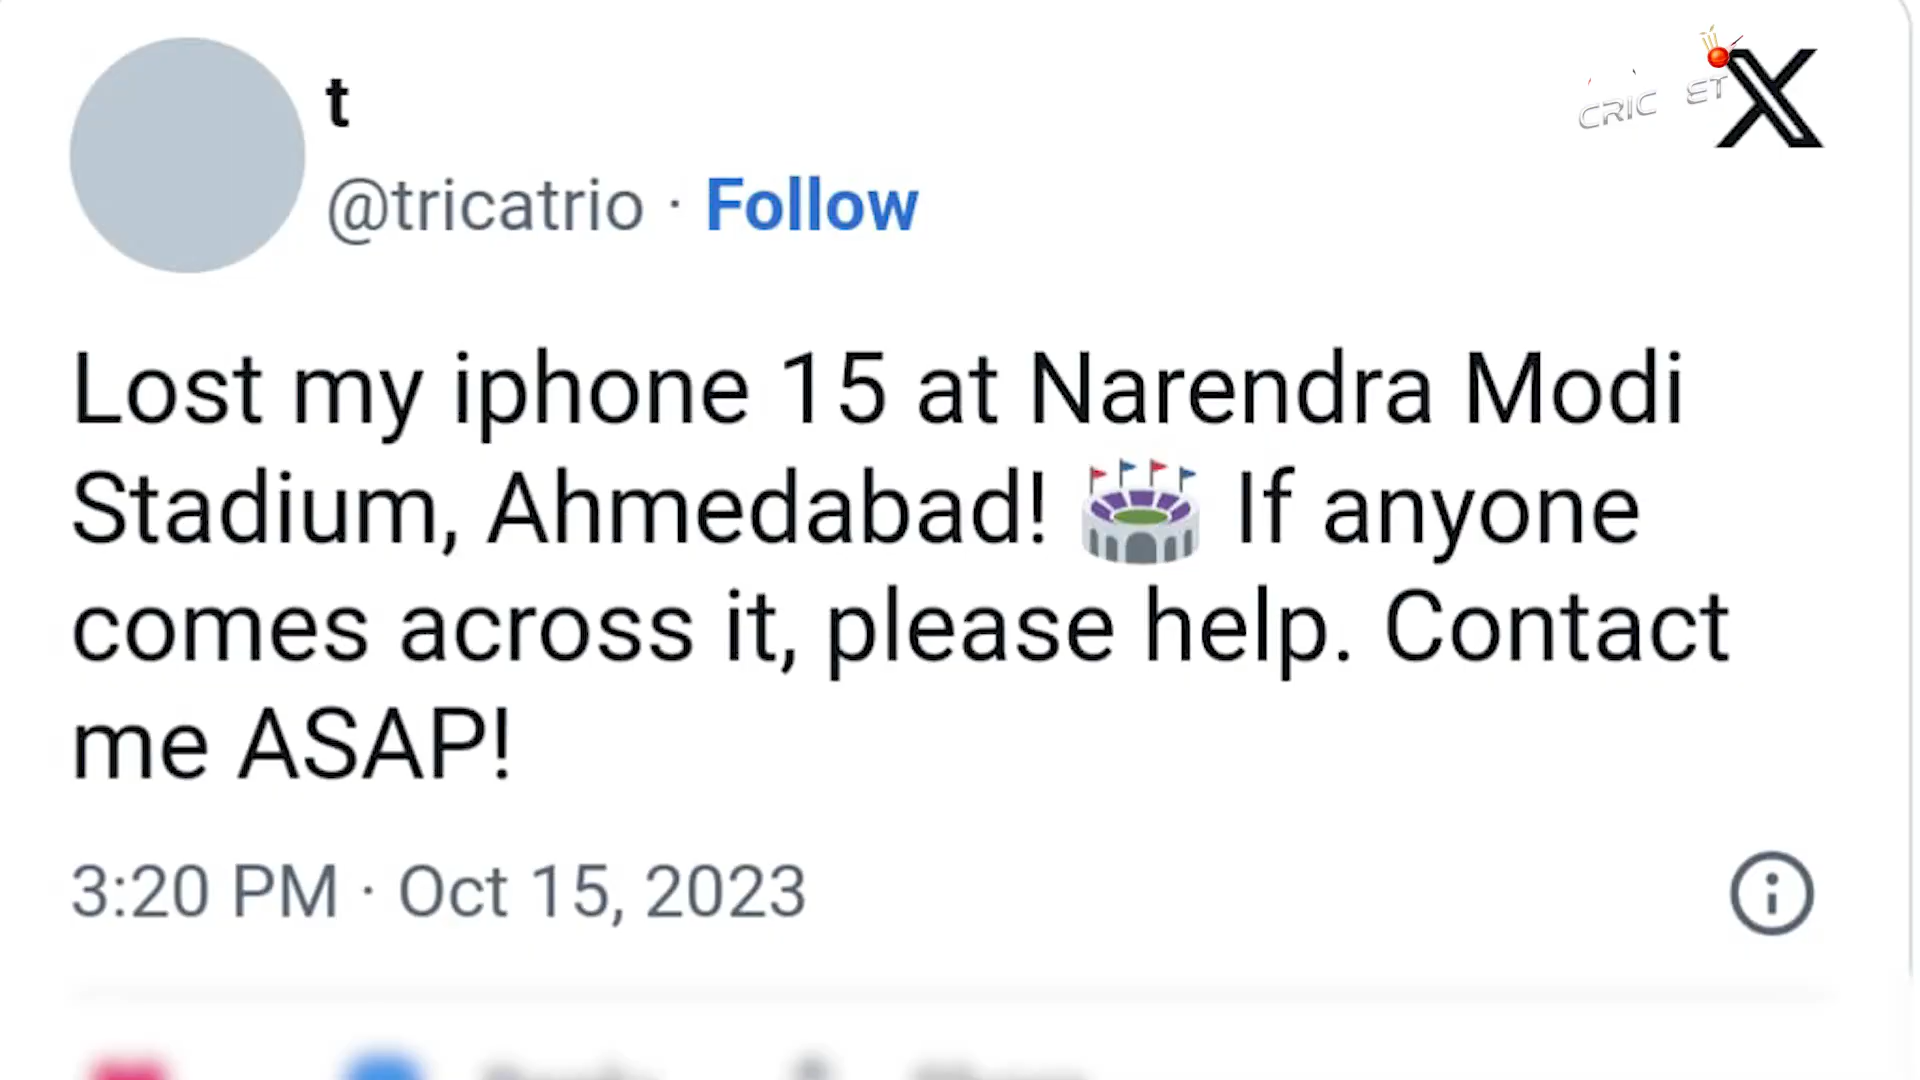 t
@tricatrio · Follow
CRIC ET
Lost my iphone 15 at Narendra Modi
Stadium, Ahmedabad! 🏟️ If anyone
comes across it, please help. Contact
me ASAP!
3:20 PM · Oct 15, 2023